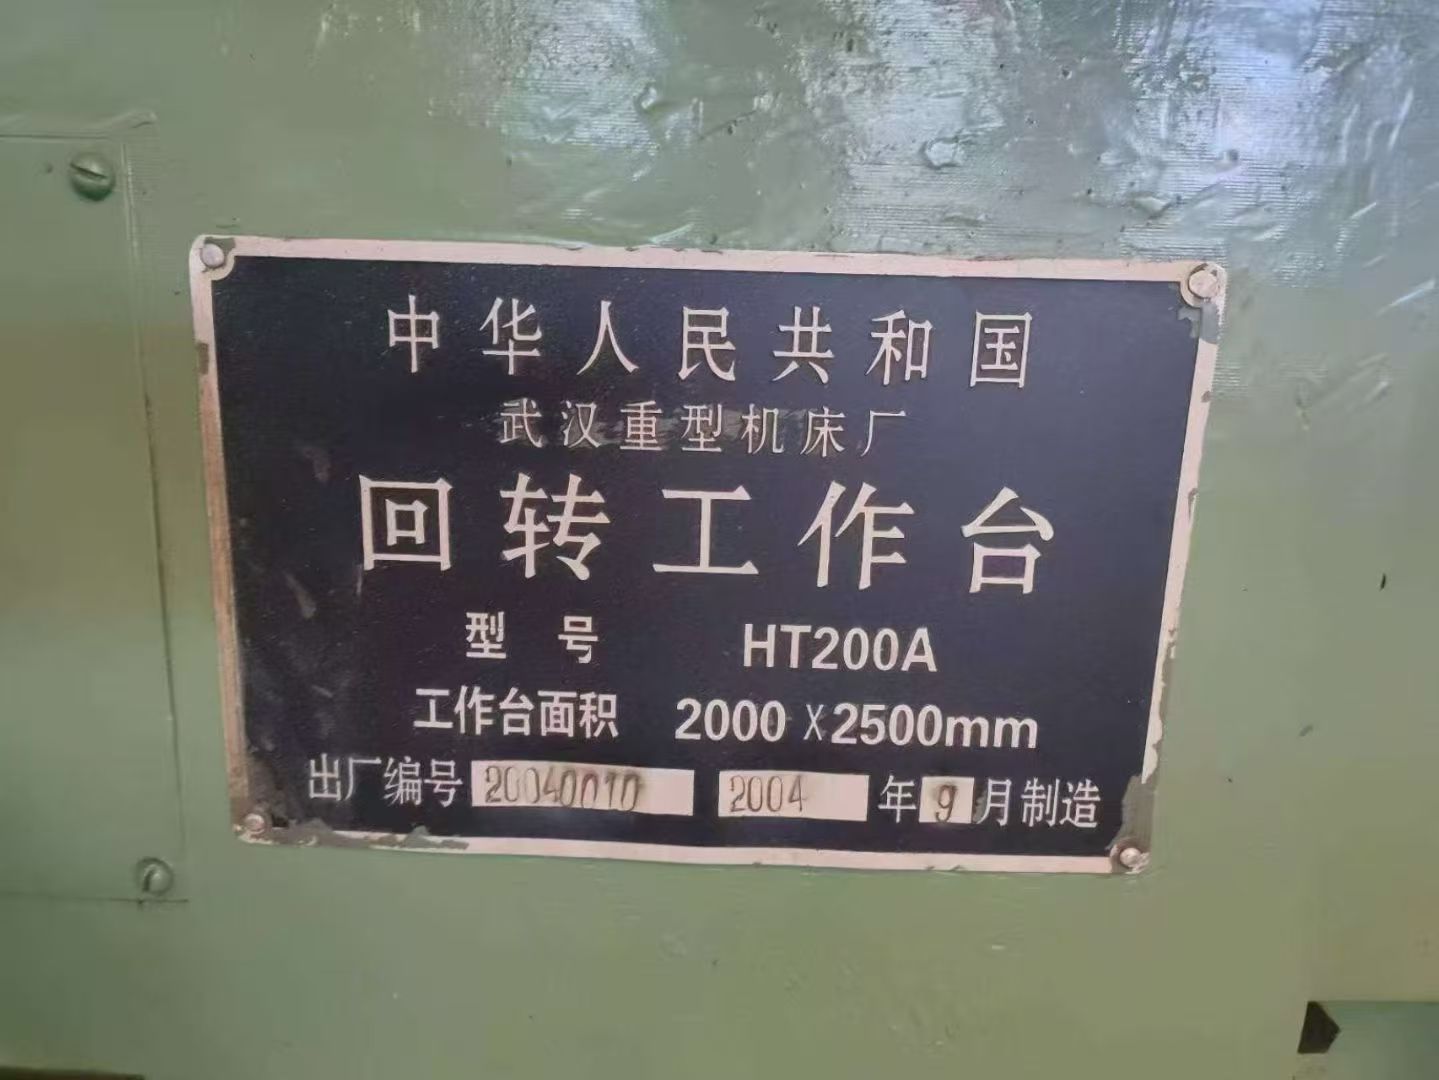 中华人民共和国
武汉重型机床厂
回转工作台
型号 HT200A
工作台面积 2000X2500mm
出厂编号 20040010 2004 年 9 月制造